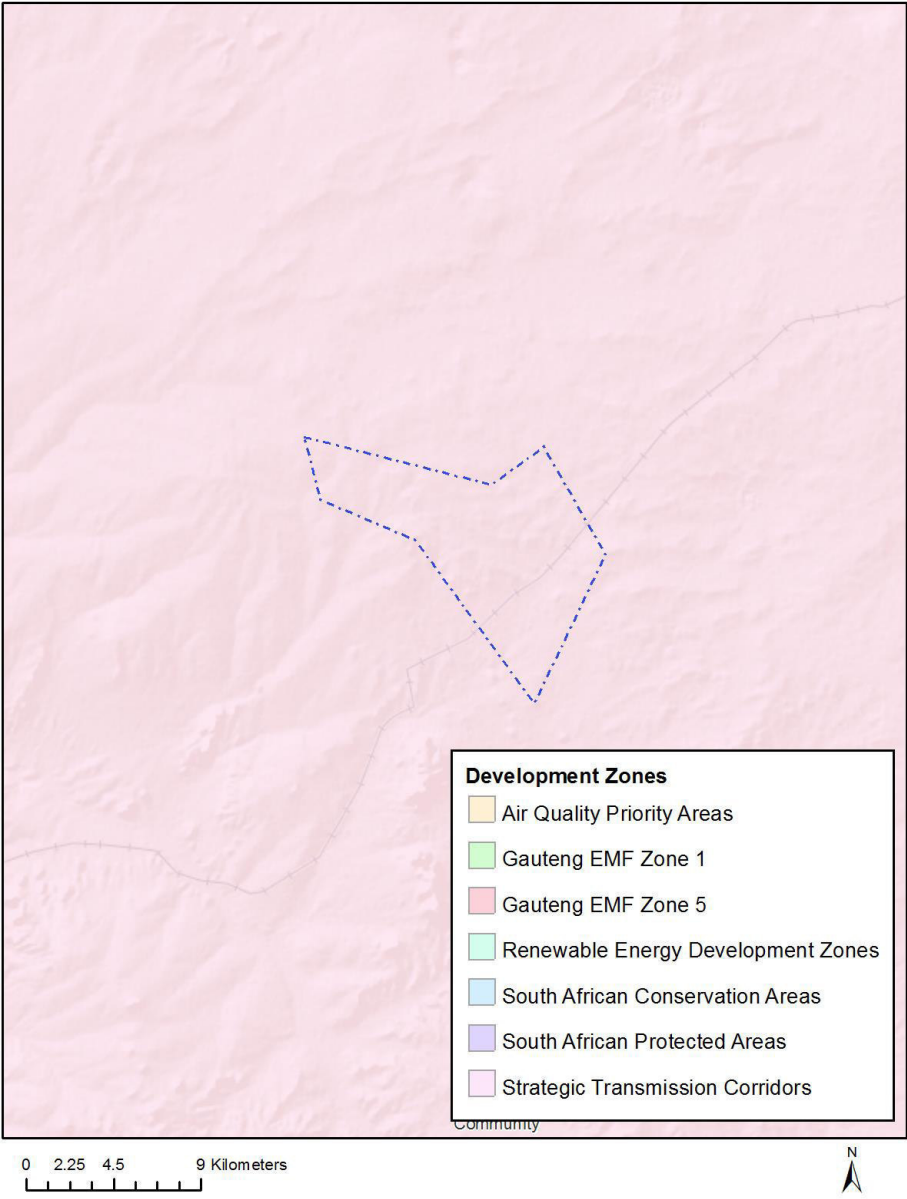 Development Zones
Air Quality Priority Areas
Gauteng EMF Zone 1
Gauteng EMF Zone 5
Renewable Energy Development Zones
South African Conservation Areas
South African Protected Areas
Strategic Transmission Corridors
Community
0 2.25 4.5 9 Kilometers
N